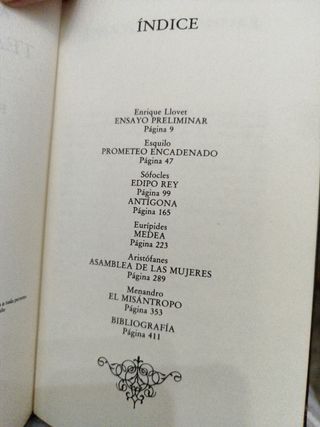 ÍNDICE
Enrique Llovet
ENSAYO PRELIMINAR
Página 9
Esquilo
PROMETEO ENCADENADO
Página 47
Sófocles
EDIPO REY
Página 99
ANTÍGONA
Página 165
Eurípides
MEDEA
Página 223
Aristófanes
ASAMBLEA DE LAS MUJERES
Página 289
Menandro
EL MISÁNTROPO
Página 353
BIBLIOGRAFÍA
Página 411